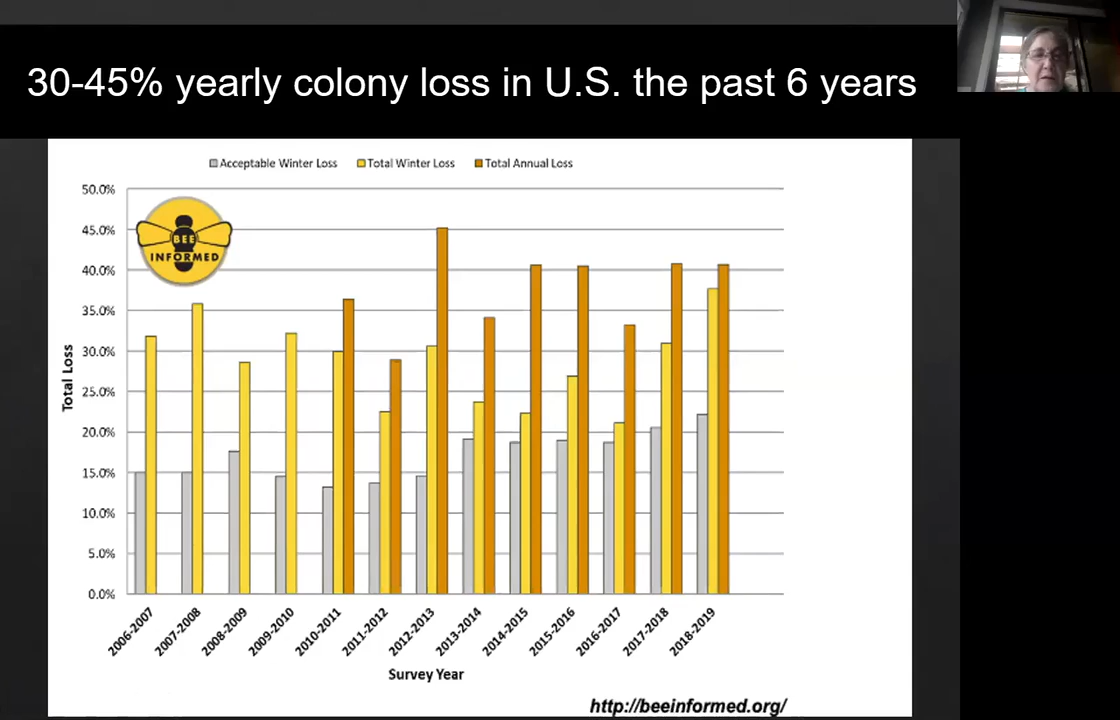 30-45% yearly colony loss in U.S. the past 6 years
Acceptable Winter Loss Total Winter Loss Total Annual Loss
50.0%
45.0%
40.0%
35.0%
30.0%
25.0%
20.0%
15.0%
10.0%
5.0%
0.0%
Total Loss
BEE
INFORMED
2006-2007 2007-2008 2008-2009 2009-2010 2010-2011 2011-2012 2012-2013 2013-2014 2014-2015 2015-2016 2016-2017 2017-2018 2018-2019
Survey Year
http://beeinformed.org/